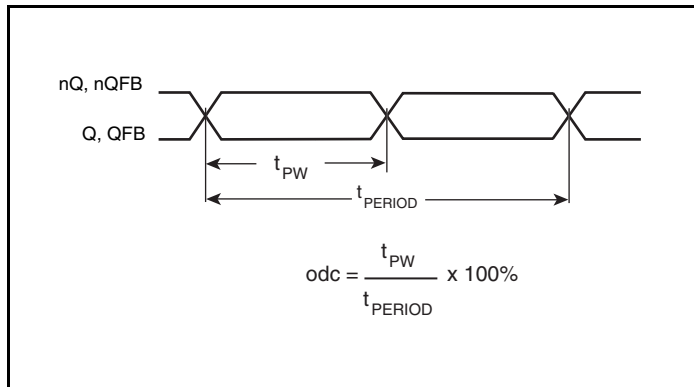 nQ, nQFB
Q, QFB
tPW
tPERIOD
odc = tPW / tPERIOD x 100%